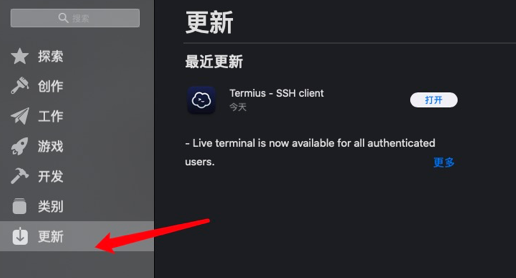 搜索
探索
创作
工作
游戏
开发
类别
更新
更新
最近更新
Termius - SSH client
今天
打开
- Live terminal is now available for all authenticated
users.
更多